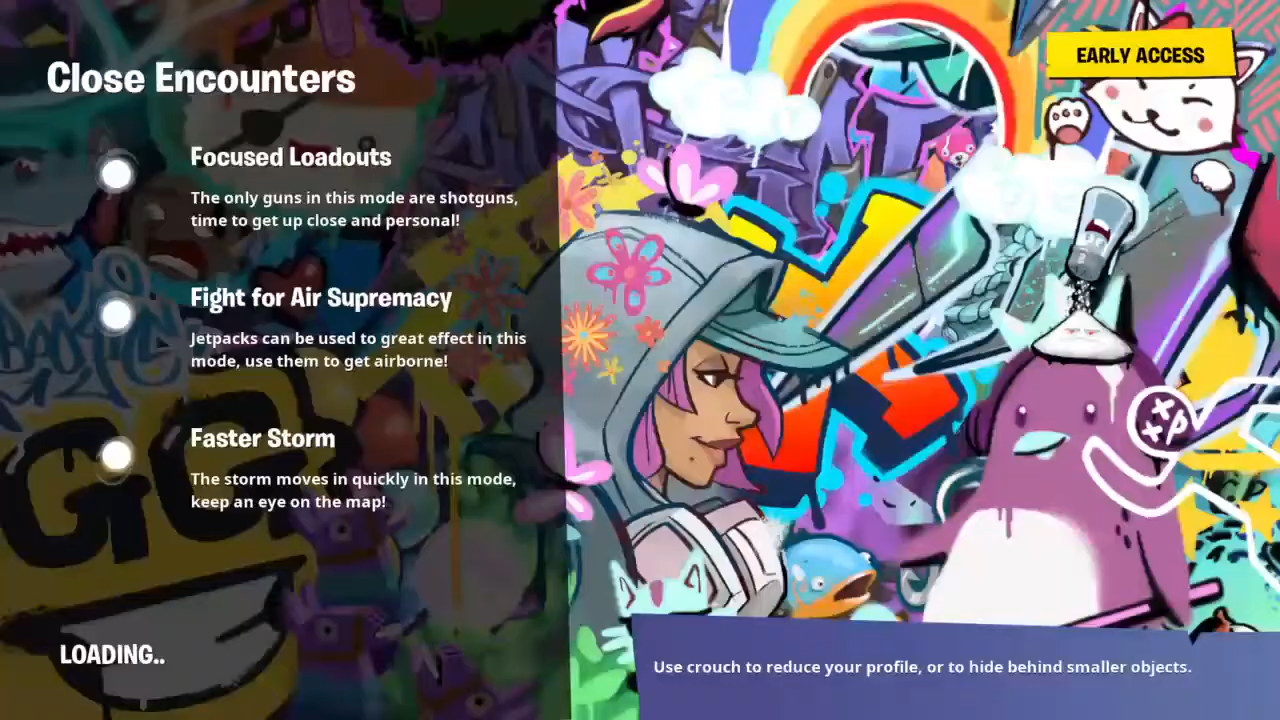 Close Encounters
EARLY ACCESS
Focused Loadouts
The only guns in this mode are shotguns,
time to get up close and personal!
Fight for Air Supremacy
Jetpacks can be used to great effect in this
mode, use them to get airborne!
Faster Storm
The storm moves in quickly in this mode,
keep an eye on the map!
GG
LOADING..
Use crouch to reduce your profile, or to hide behind smaller objects.